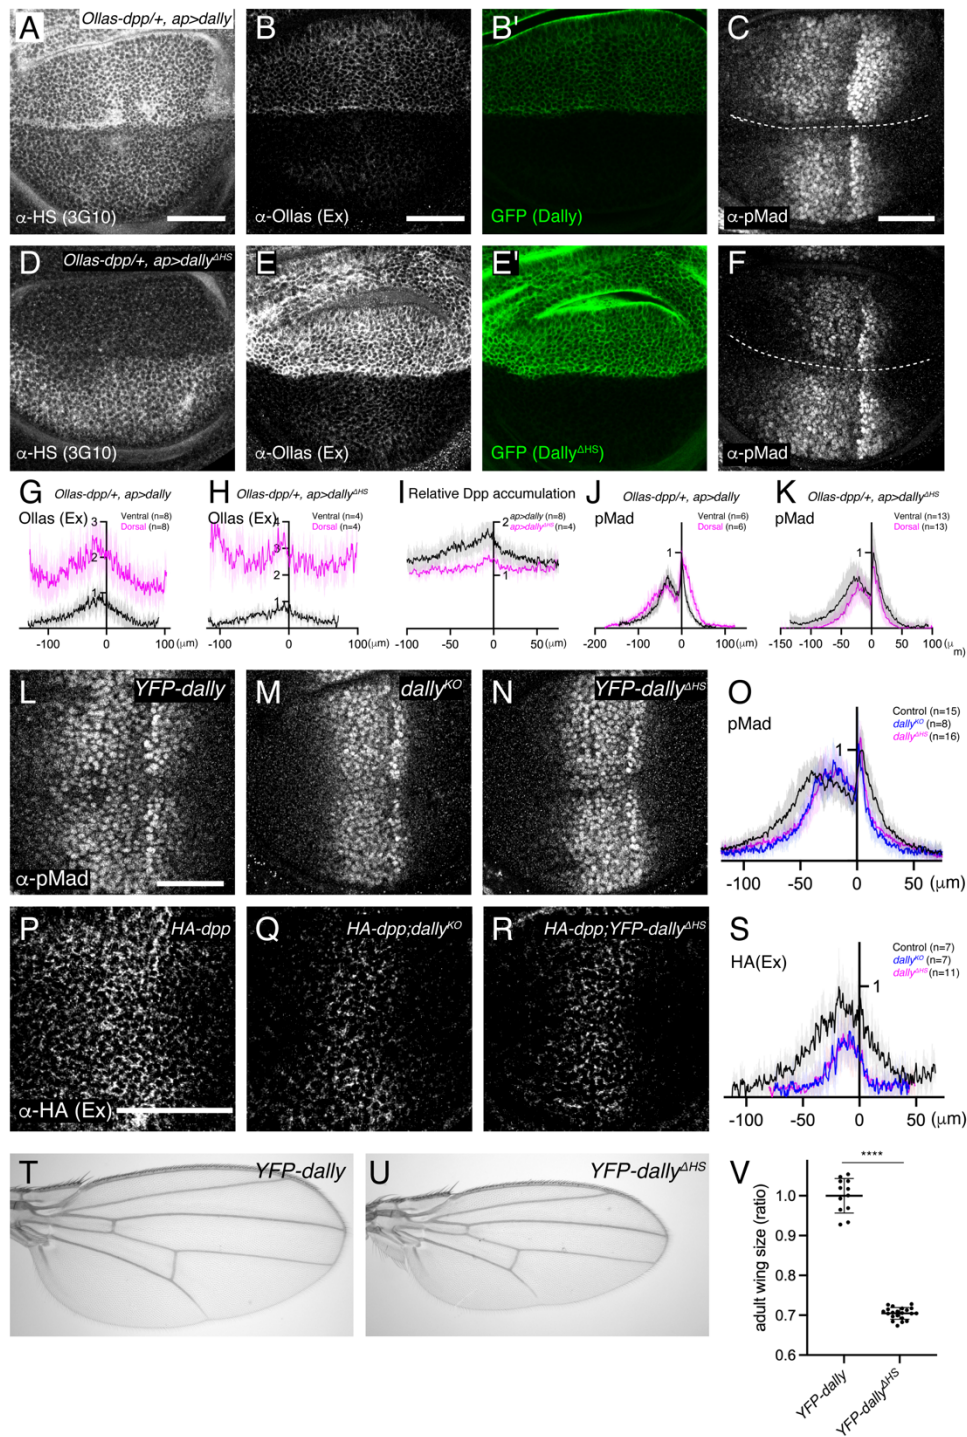 A Ollas-dpp/+, ap>dally
α-HS (3G10)
B
α-Ollas (Ex)
B'
GFP (Dally)
C
α-pMad
D Ollas-dpp/+, ap>dallyΔHS
α-HS (3G10)
E
α-Ollas (Ex)
E'
GFP (DallyΔHS)
F
α-pMad
G Ollas-dpp/+, ap>dally
Ollas (Ex)
Ventral (n=8)
Dorsal (n=8)
3
2
1
-100 0 100 (μm)
H Ollas-dpp/+, ap>dallyΔHS
Ollas (Ex)
Ventral (n=4)
Dorsal (n=4)
4
3
2
1
-100 0 100 (μm)
I Relative Dpp accumulation
ap>dally (n=8)
ap>dallyΔHS (n=4)
2
1
-100 -50 0 50 (μm)
J Ollas-dpp/+, ap>dally
pMad
Ventral (n=6)
Dorsal (n=6)
1
-200 -100 0 100 (μm)
K Ollas-dpp/+, ap>dallyΔHS
pMad
Ventral (n=13)
Dorsal (n=13)
1
-150 -100 -50 0 50 100 (μ
m)
L YFP-dally
α-pMad
M dallyKO
N YFP-dallyΔHS
O
pMad
Control (n=15)
dallyKO (n=8)
dallyΔHS (n=16)
1
-100 -50 0 50 (μm)
P HA-dpp
α-HA (Ex)
Q HA-dpp;dallyKO
R HA-dpp;YFP-dallyΔHS
S
HA(Ex)
Control (n=7)
dallyKO (n=7)
dallyΔHS (n=11)
1
-100 -50 0 50 (μm)
T YFP-dally
U YFP-dallyΔHS
V
****
adult wing size (ratio)
1.0
0.9
0.8
0.7
0.6
YFP-dally
YFP-dallyΔHS